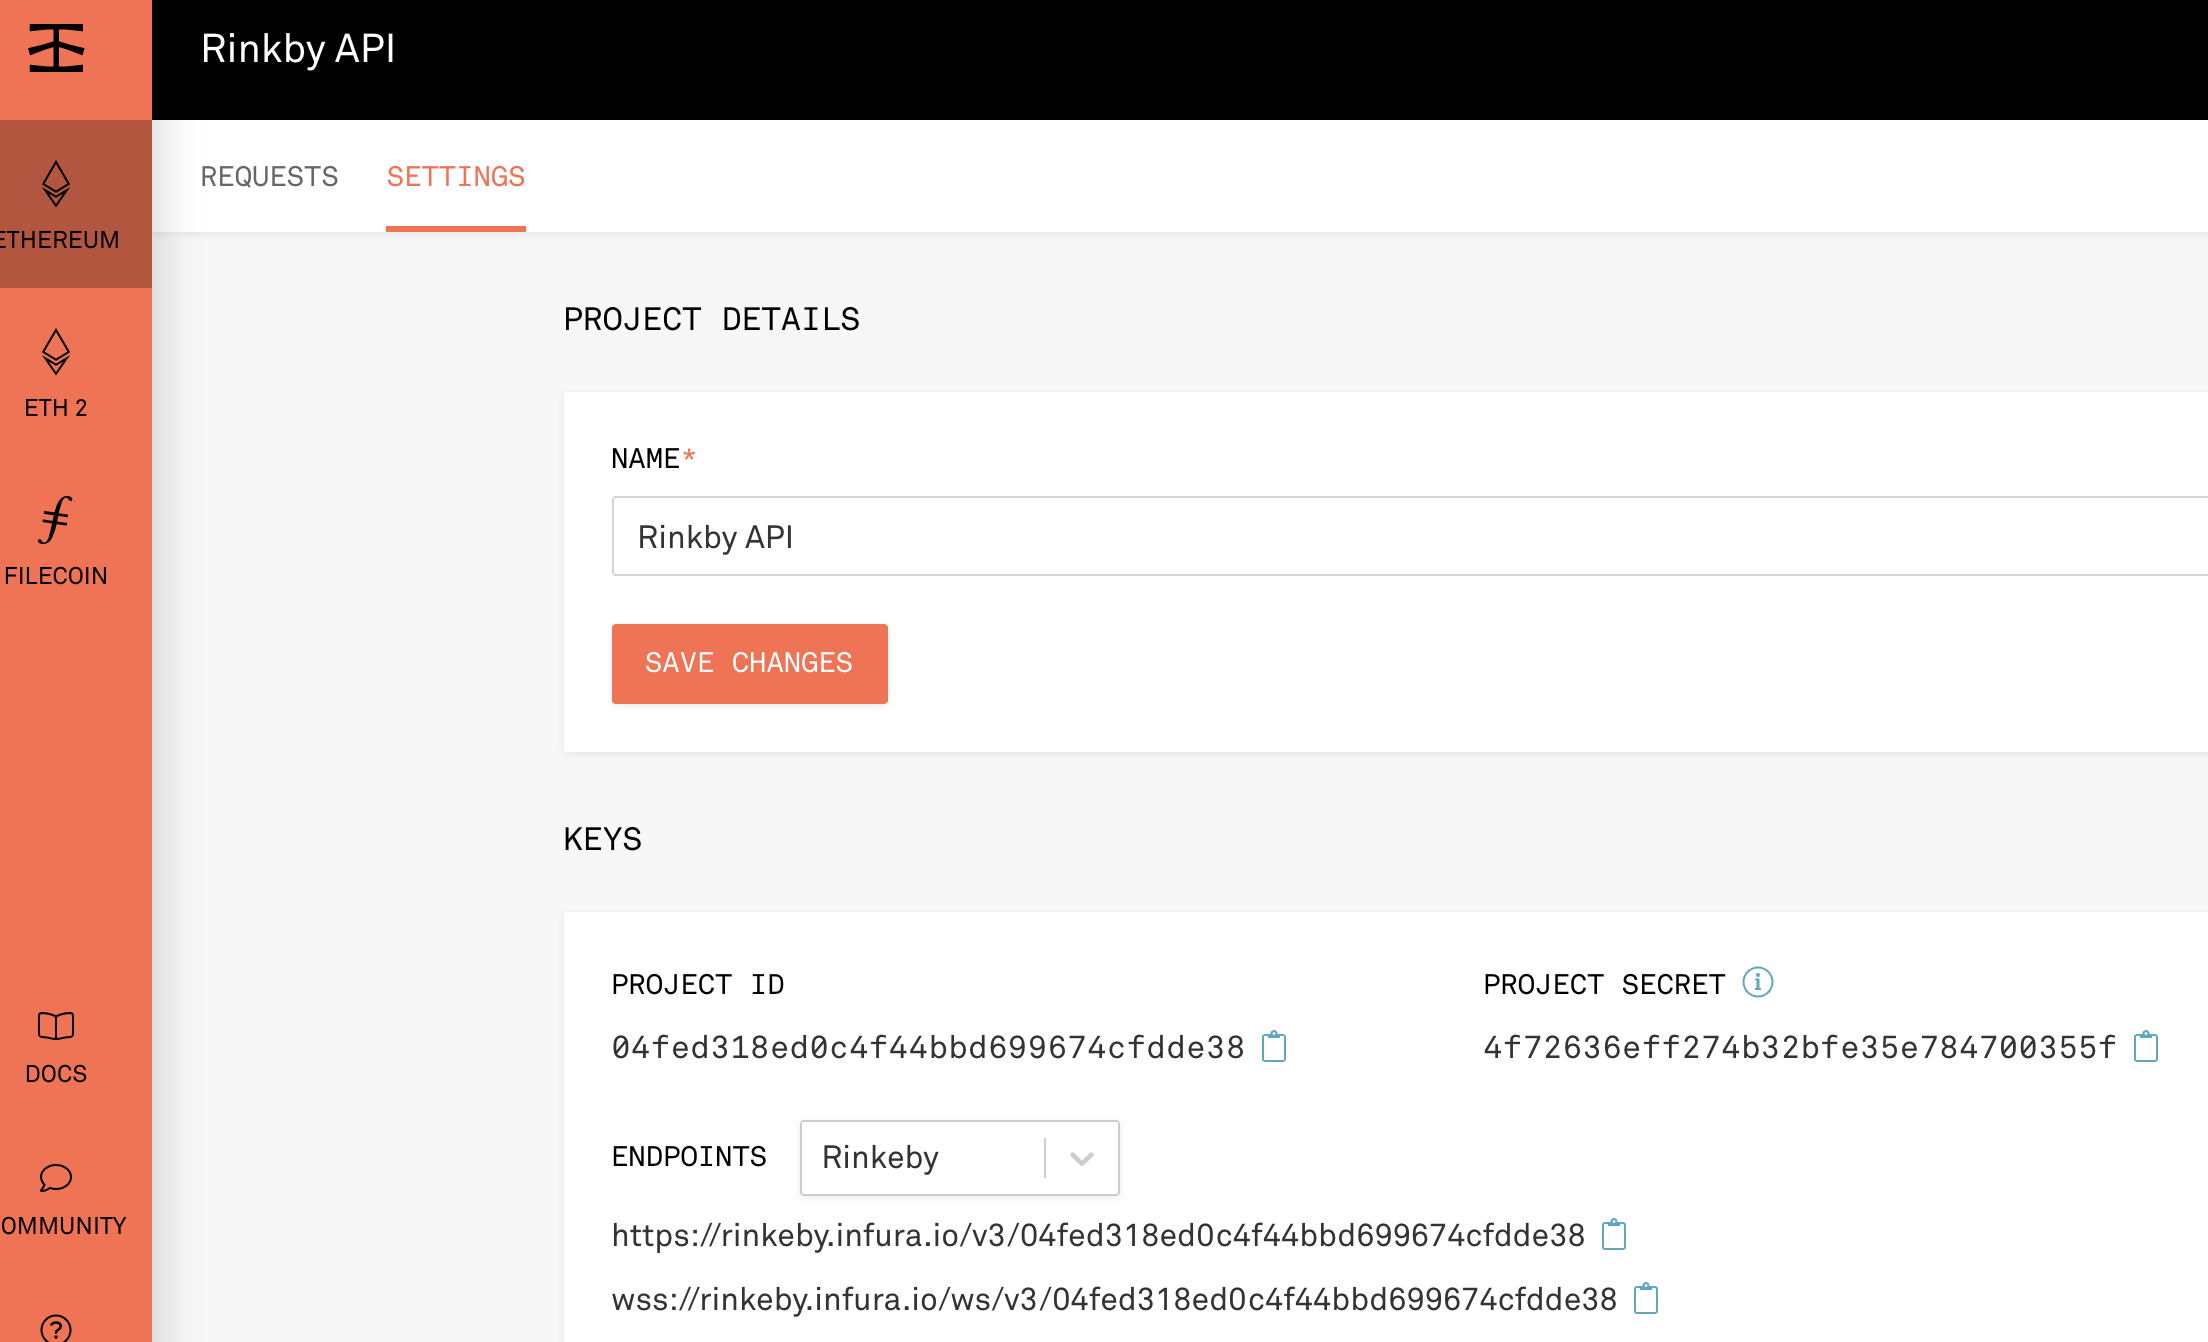 Rinkby API
REQUESTS SETTINGS
ETHEREUM
ETH 2
FILECOIN
DOCS
OMMUNITY
PROJECT DETAILS
NAME*
Rinkby API
SAVE CHANGES
KEYS
PROJECT ID
04fed318ed0c4f44bbd699674cfdde38
PROJECT SECRET
4f72636eff274b32bfe35e784700355f
ENDPOINTS Rinkeby
https://rinkeby.infura.io/v3/04fed318ed0c4f44bbd699674cfdde38
wss://rinkeby.infura.io/ws/v3/04fed318ed0c4f44bbd699674cfdde38